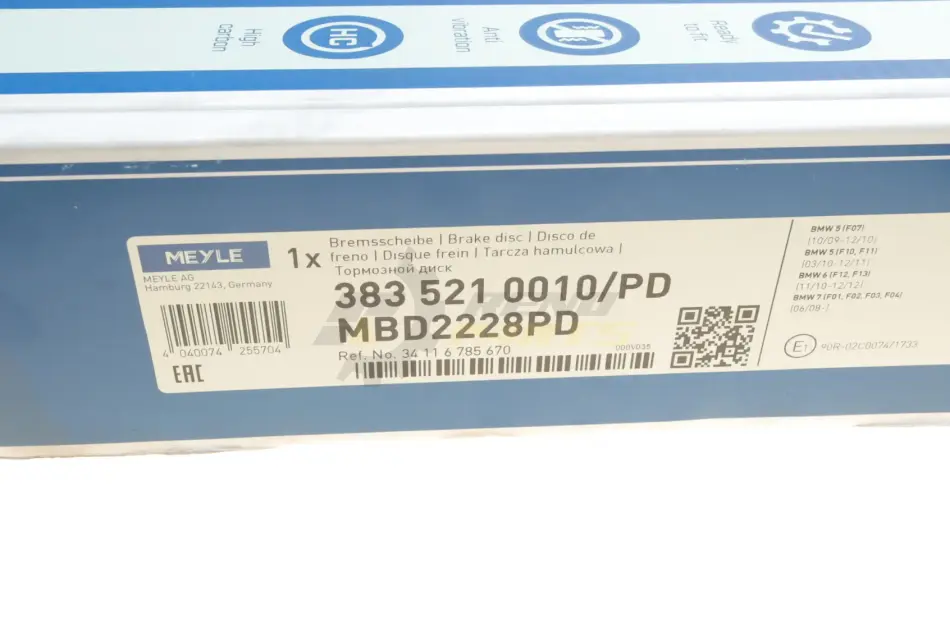 High
carbon
HC
Anti
vibration
Ready
to fit
MEYLE
MEYLE AG
Hamburg 22143, Germany
4 040074 255704
EAC
1x
Bremsscheibe | Brake disc | Disco de
freno | Disque frein | Tarcza hamulcowa |
Тормозной диск
383 521 0010/PD
MBD2228PD
Ref. No. 34 11 6 785 670
000V035
BMW 5 (F07)
(10/09-12/10)
BMW 5 (F10, F11)
(03/10-12/11)
BMW 6 (F12, F13)
(11/10-12/12)
BMW 7 (F01, F02, F03, F04)
(06/08-)
E1
90R-02C00747/1733